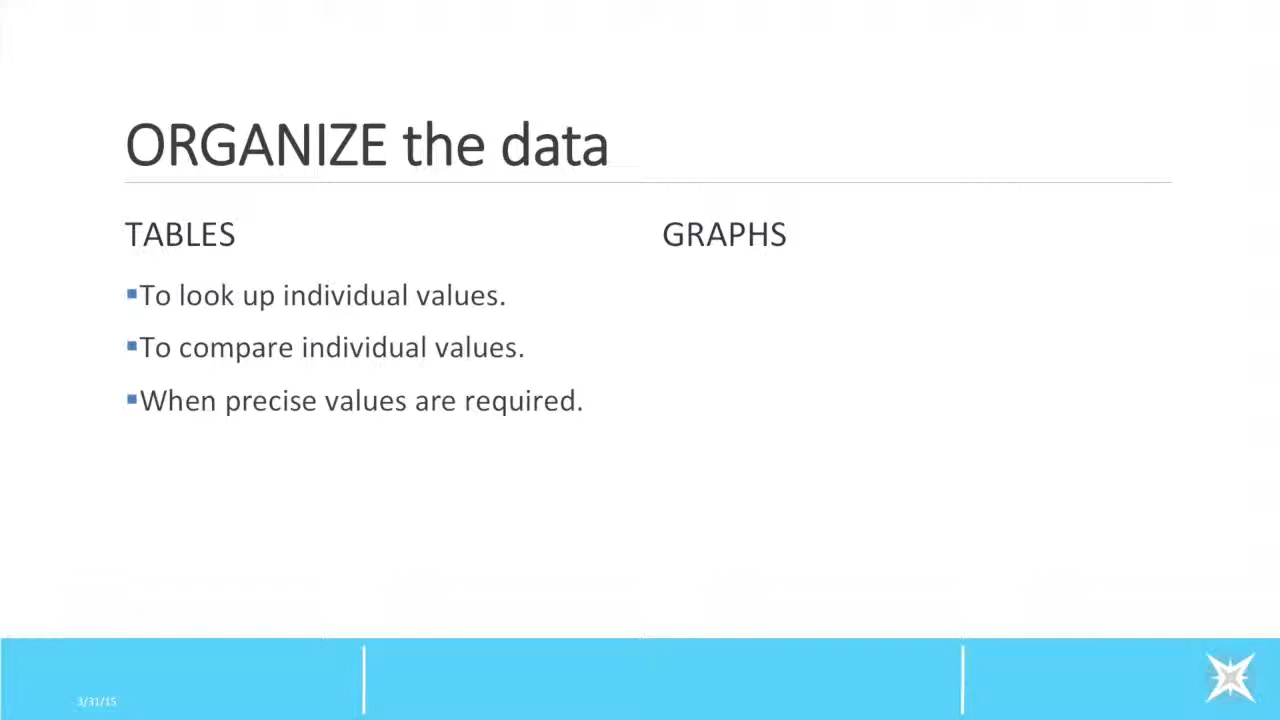 ORGANIZE the data
TABLES
To look up individual values.
To compare individual values.
When precise values are required.
GRAPHS
3/31/15